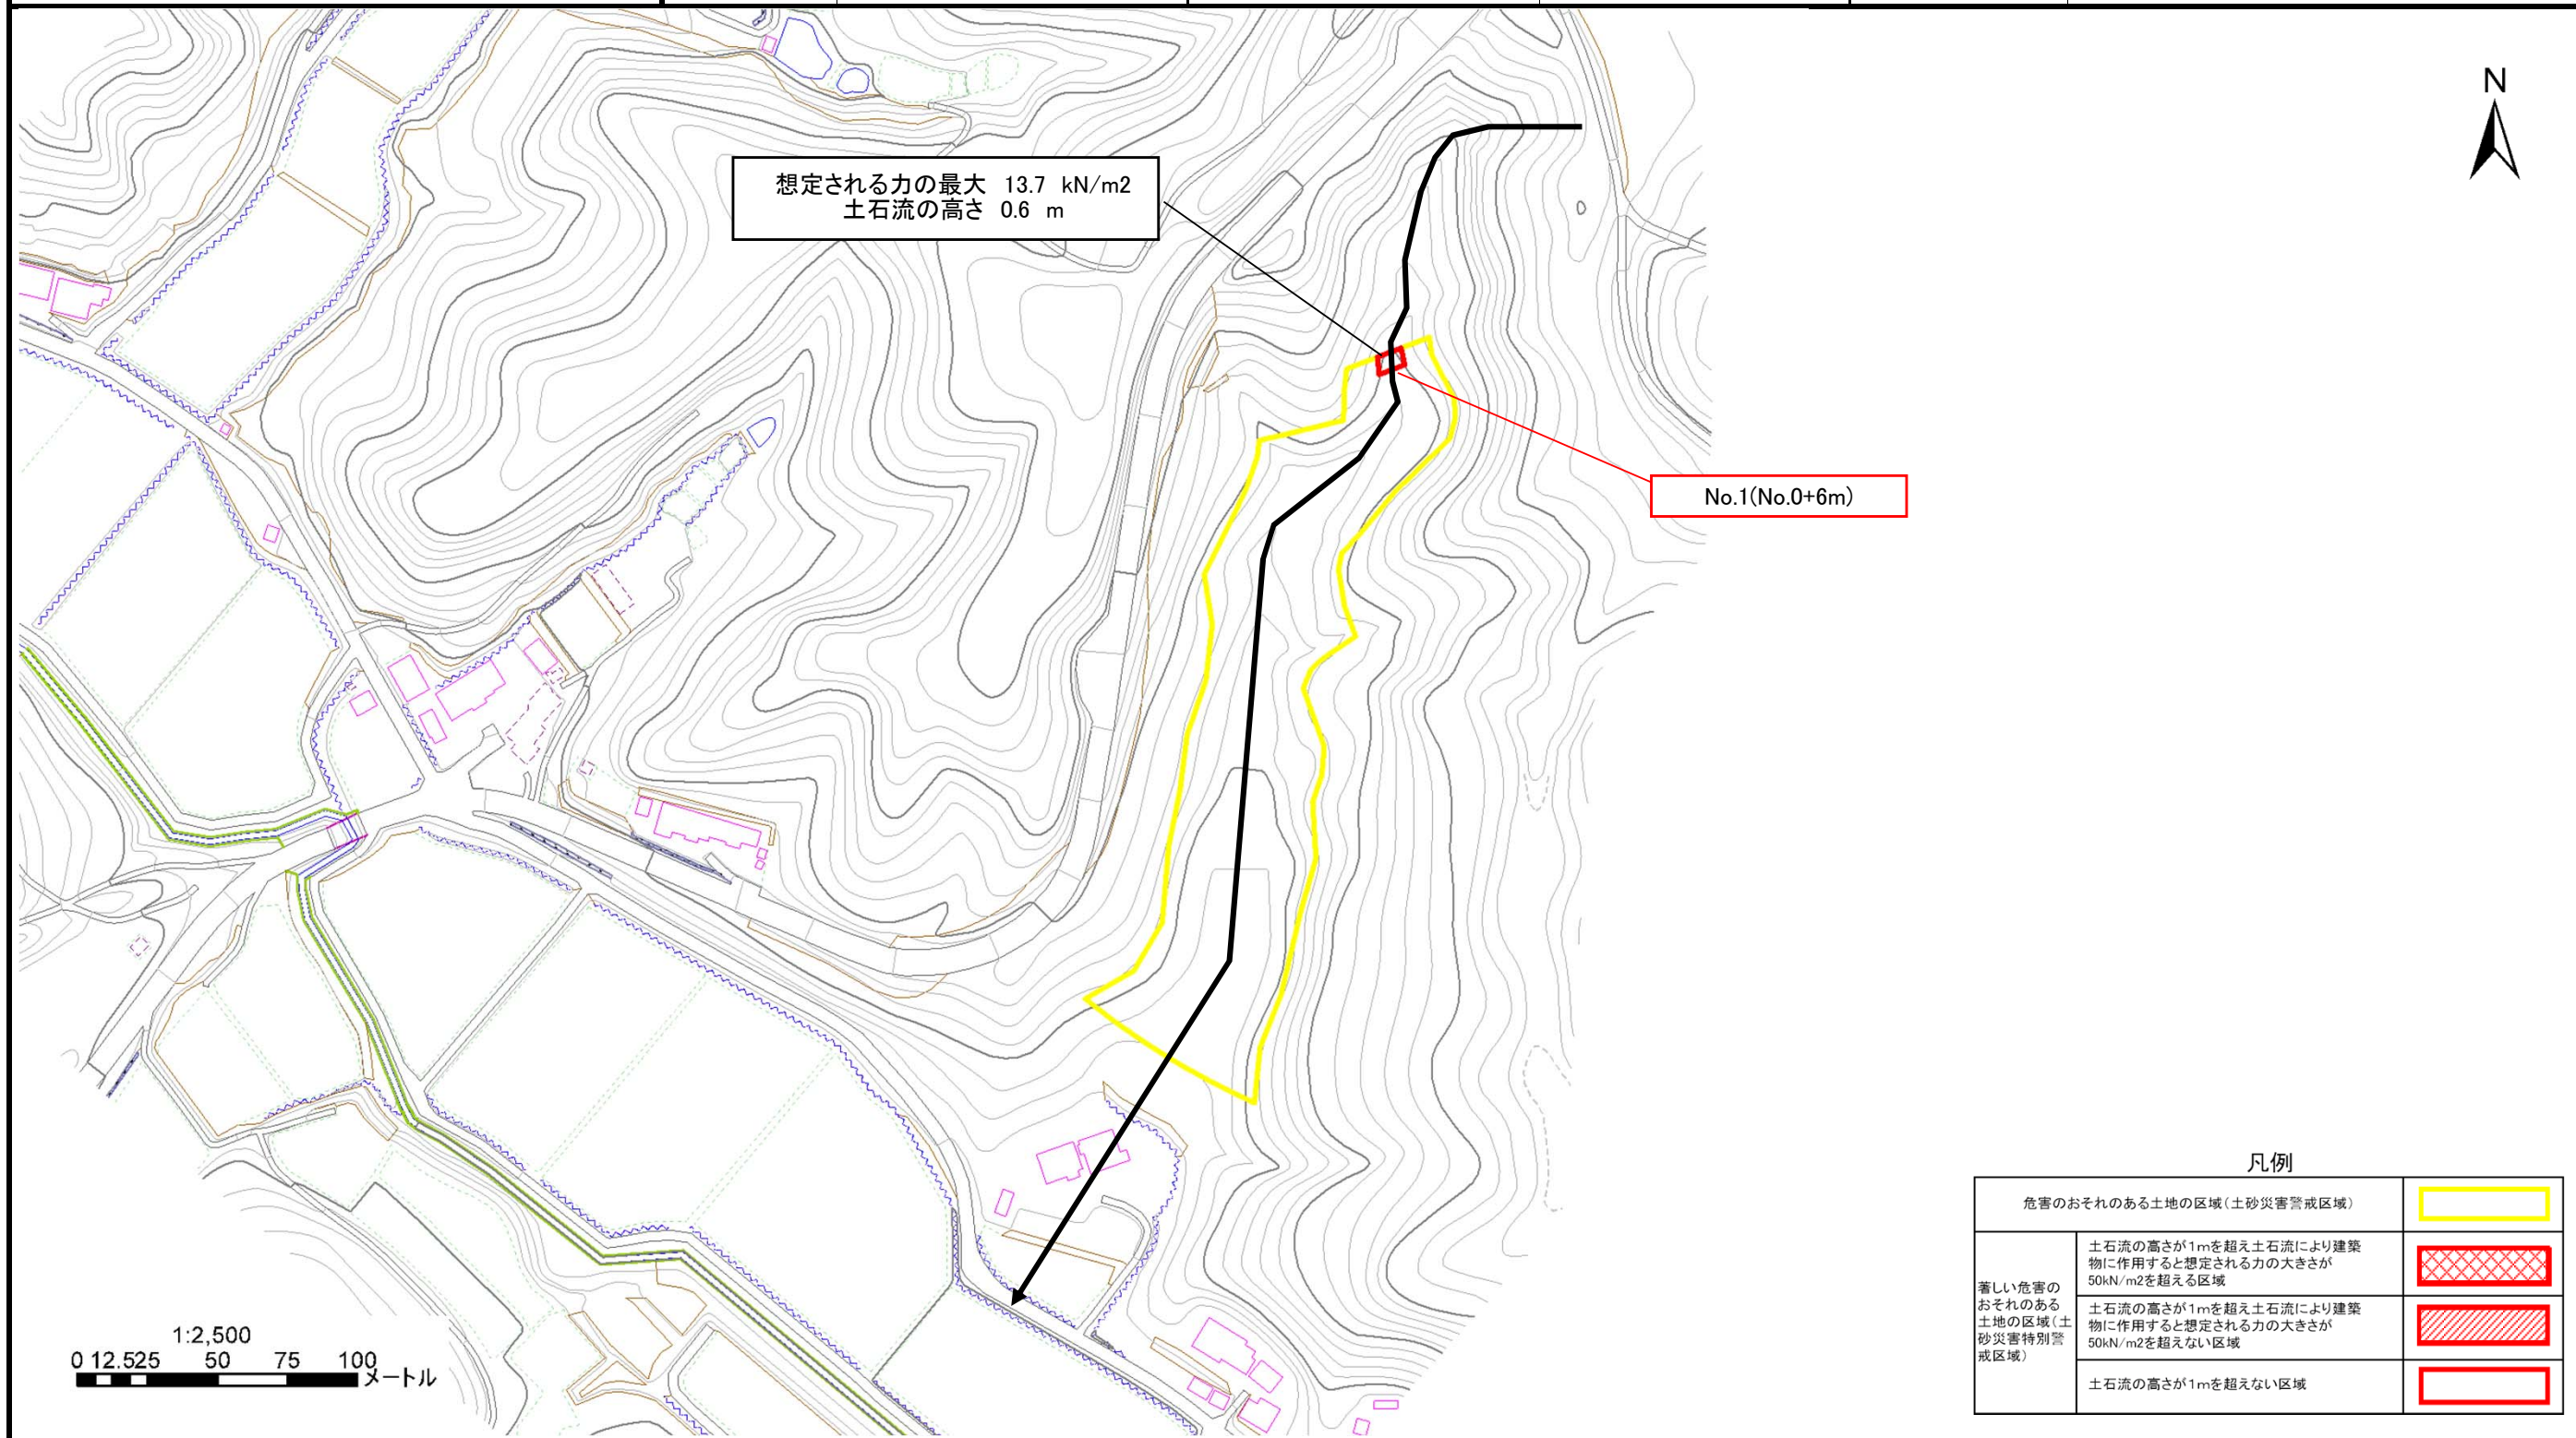 N
想定される力の最大 13.7 kN/m2
土石流の高さ 0.6 m
No.1(No.0+6m)
凡例
危害のおそれのある土地の区域(土砂災害警戒区域)
著しい危害の
おそれのある
土地の区域(土
砂災害特別警
戒区域)
土石流の高さが1mを超え土石流により建築
物に作用すると想定される力の大きさが
50kN/m2を超える区域
土石流の高さが1mを超え土石流により建築
物に作用すると想定される力の大きさが
50kN/m2を超えない区域
土石流の高さが1mを超えない区域
1:2,500
0 12.525 50 75 100
メートル